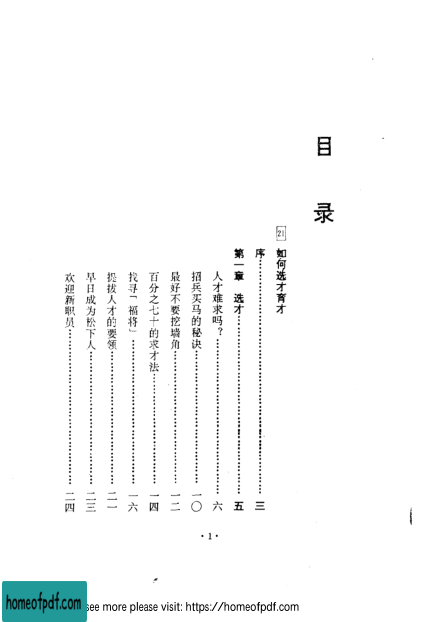 目录
21 如何选才育才
序……三
第一章 选才……五
人才难求吗？……六
招兵买马的秘诀……一〇
最好不要挖墙角……一二
百分之七十的求才法……一四
找寻「福将」……一六
提拔人才的要领……二一
早日成为松下人……二三
欢迎新职员……二四
·1·
homeofpdf.com
see more please visit: https://homeofpdf.com